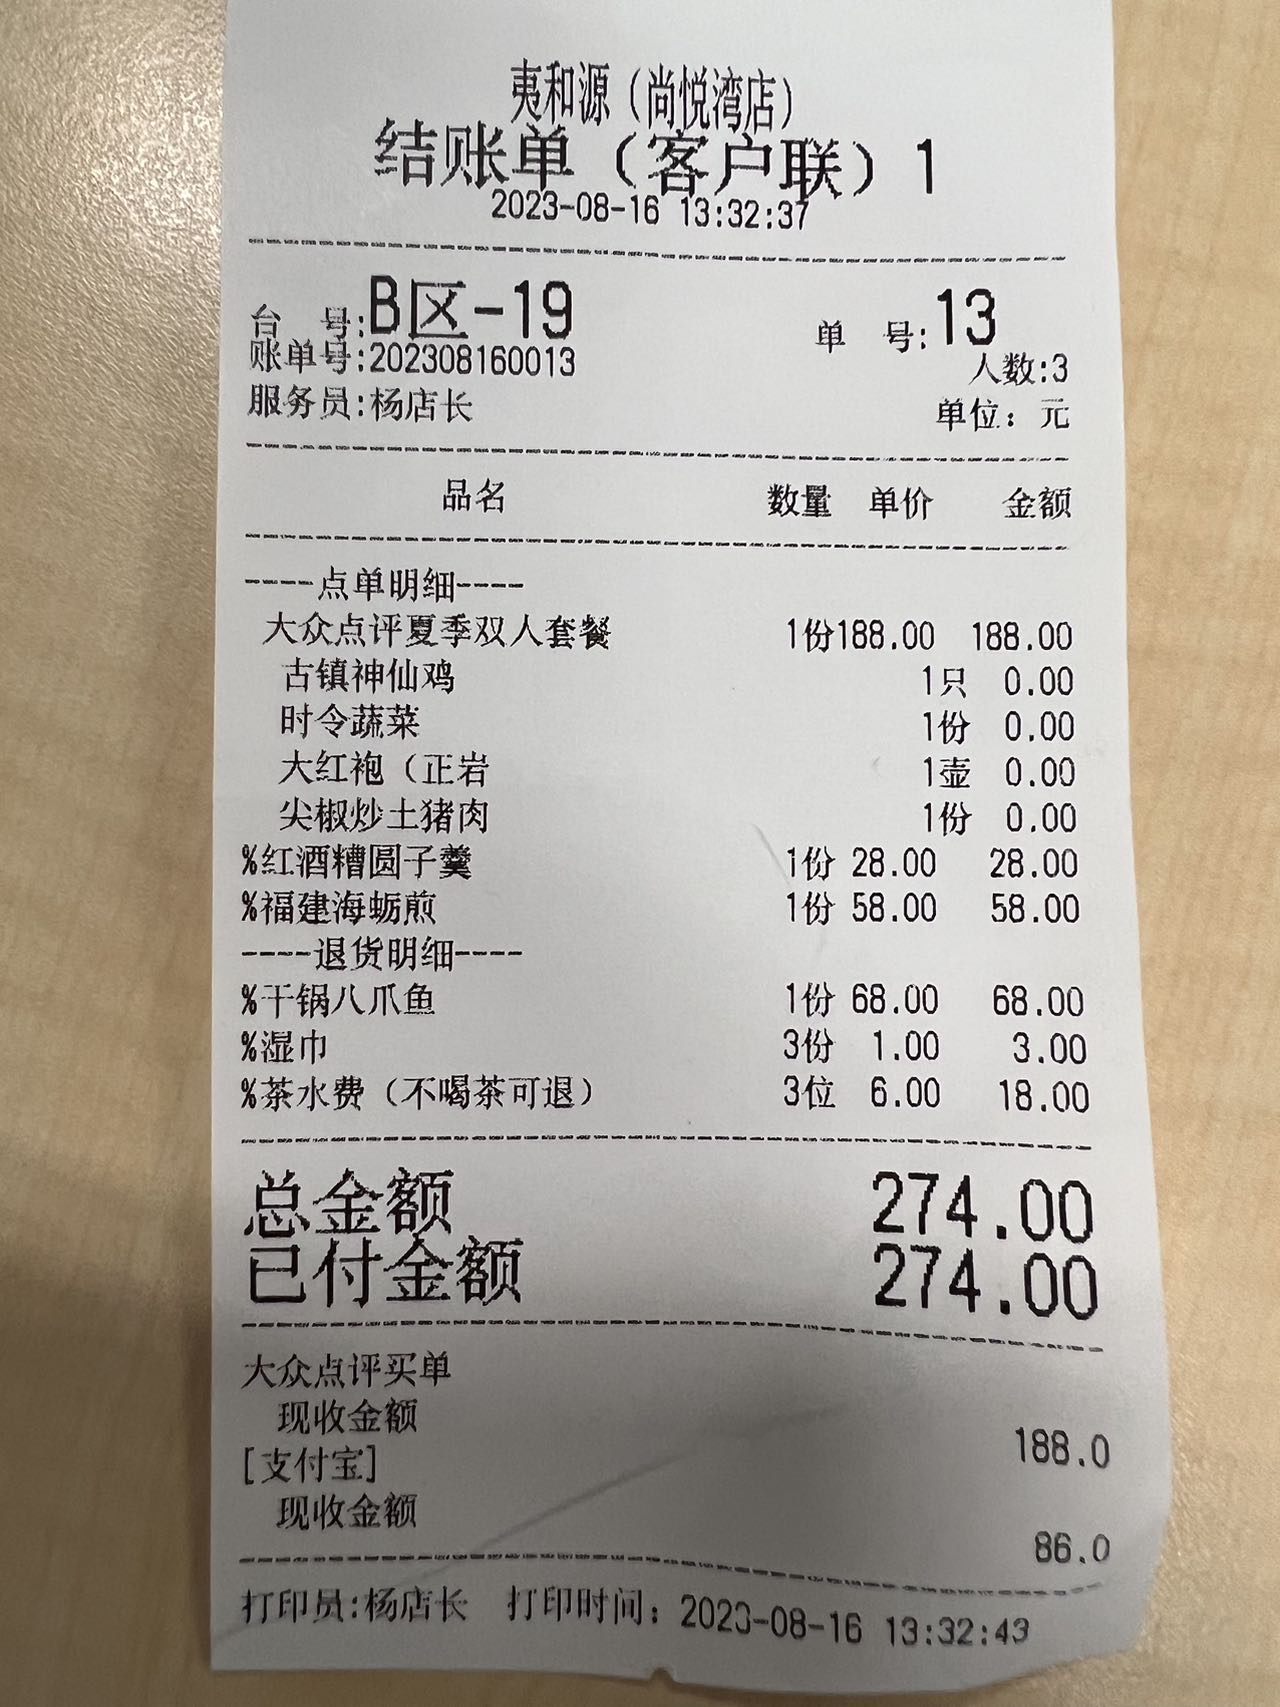 夷和源（尚悦湾店）
结账单（客户联）1
2023-08-16 13:32:37
台 号:B区-19 单 号:13
账单号:202308160013 人数:3
服务员:杨店长 单位：元
品名 数量 单价 金额
----点单明细----
大众点评夏季双人套餐 1份188.00 188.00
古镇神仙鸡 1只 0.00
时令蔬菜 1份 0.00
大红袍（正岩 1壶 0.00
尖椒炒土猪肉 1份 0.00
%红酒糟圆子羹 1份 28.00 28.00
%福建海蛎煎 1份 58.00 58.00
----退货明细----
%干锅八爪鱼 1份 68.00 68.00
%湿巾 3份 1.00 3.00
%茶水费（不喝茶可退） 3位 6.00 18.00
总金额 274.00
已付金额 274.00
大众点评买单
现收金额 188.0
[支付宝]
现收金额 86.0
打印员:杨店长 打印时间：2023-08-16 13:32:43